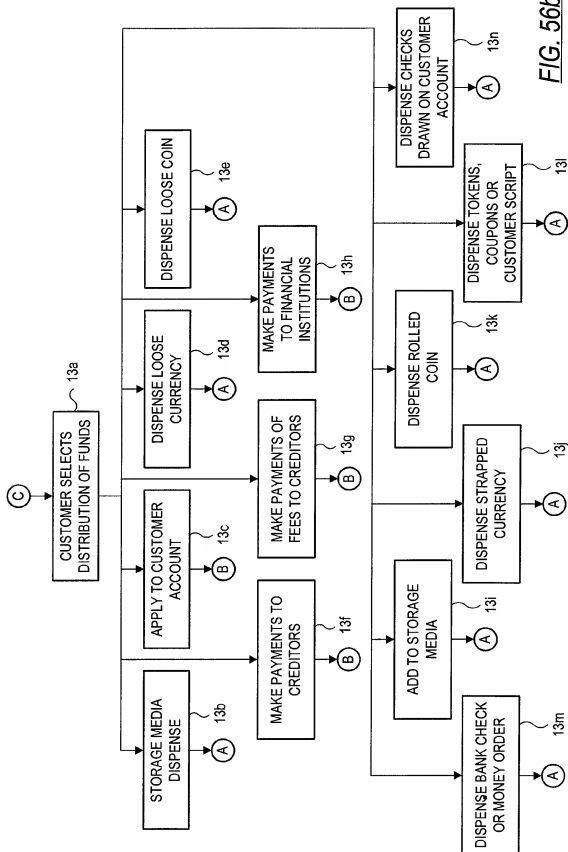 C
CUSTOMER SELECTS
DISTRIBUTION OF FUNDS
13a
STORAGE MEDIA
DISPENSE
13b
A
APPLY TO CUSTOMER
ACCOUNT
13c
B
DISPENSE LOOSE
CURRENCY
13d
A
DISPENSE LOOSE COIN
13e
A
MAKE PAYMENTS TO
CREDITORS
13f
B
MAKE PAYMENTS OF
FEES TO CREDITORS
13g
B
MAKE PAYMENTS
TO FINANCIAL
INSTITUTIONS
13h
B
ADD TO STORAGE
MEDIA
13i
A
DISPENSE STRAPPED
CURRENCY
13j
A
DISPENSE ROLLED
COIN
13k
A
DISPENSE TOKENS,
COUPONS OR
CUSTOMER SCRIPT
13l
A
DISPENSE BANK CHECK
OR MONEY ORDER
13m
A
DISPENSE CHECKS
DRAWN ON CUSTOMER
ACCOUNT
13n
A
FIG. 56b